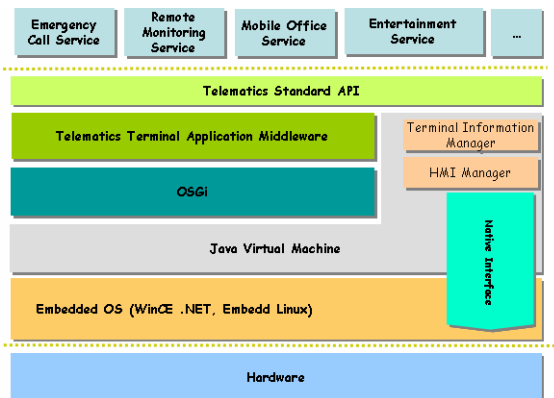 Emergency
Call Service
Remote
Monitoring
Service
Mobile Office
Service
Entertainment
Service
...
Telematics Standard API
Telematics Terminal Application Middleware
Terminal Information
Manager
HMI Manager
OSGi
Native Interface
Java Virtual Machine
Embedded OS (WinCE .NET, Embedd Linux)
Hardware